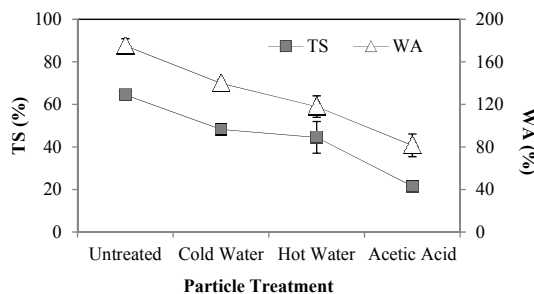 100 200
TS WA
80 160
60 120
40 80
20 40
0 0
TS (%)
WA (%)
Untreated Cold Water Hot Water Acetic Acid
Particle Treatment